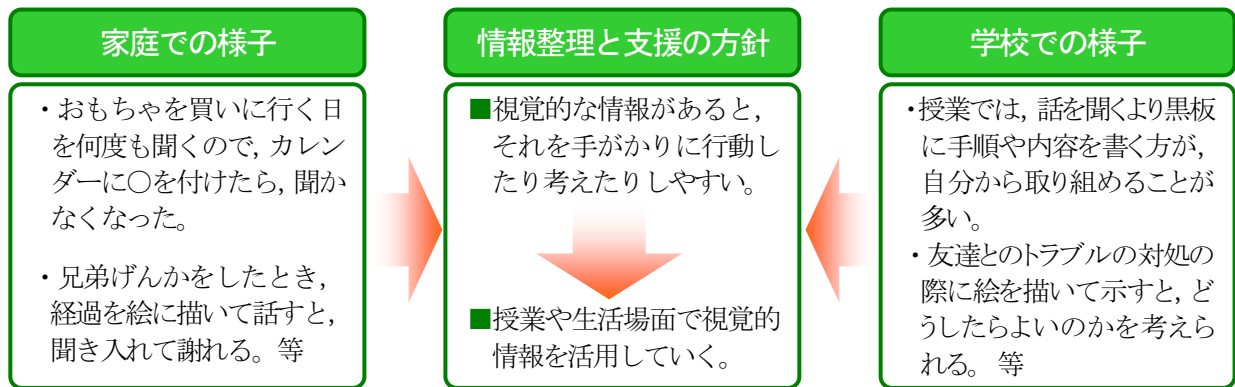 家庭での様子
・おもちゃを買いに行く日
を何度も聞くので，カレン
ダーに○を付けたら，聞か
なくなった。
・兄弟げんかをしたとき，
経過を絵に描いて話すと，
聞き入れて謝れる。等
情報整理と支援の方針
■視覚的な情報があると，
それを手がかりに行動し
たり考えたりしやすい。
■授業や生活場面で視覚的
情報を活用していく。
学校での様子
・授業では，話を聞くより黒板
に手順や内容を書く方が，
自分から取り組めることが
多い。
・友達とのトラブルの対処の
際に絵を描いて示すと，ど
うしたらよいのかを考えら
れる。等